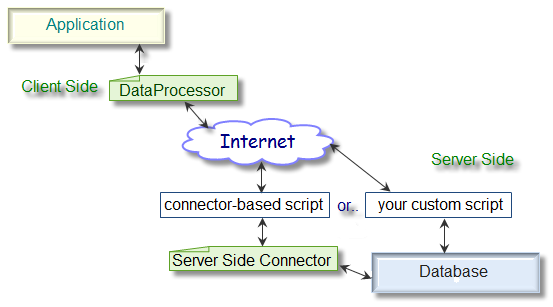 Application
Client Side
DataProcessor
Internet
Server Side
connector-based script
or..
your custom script
Server Side Connector
Database